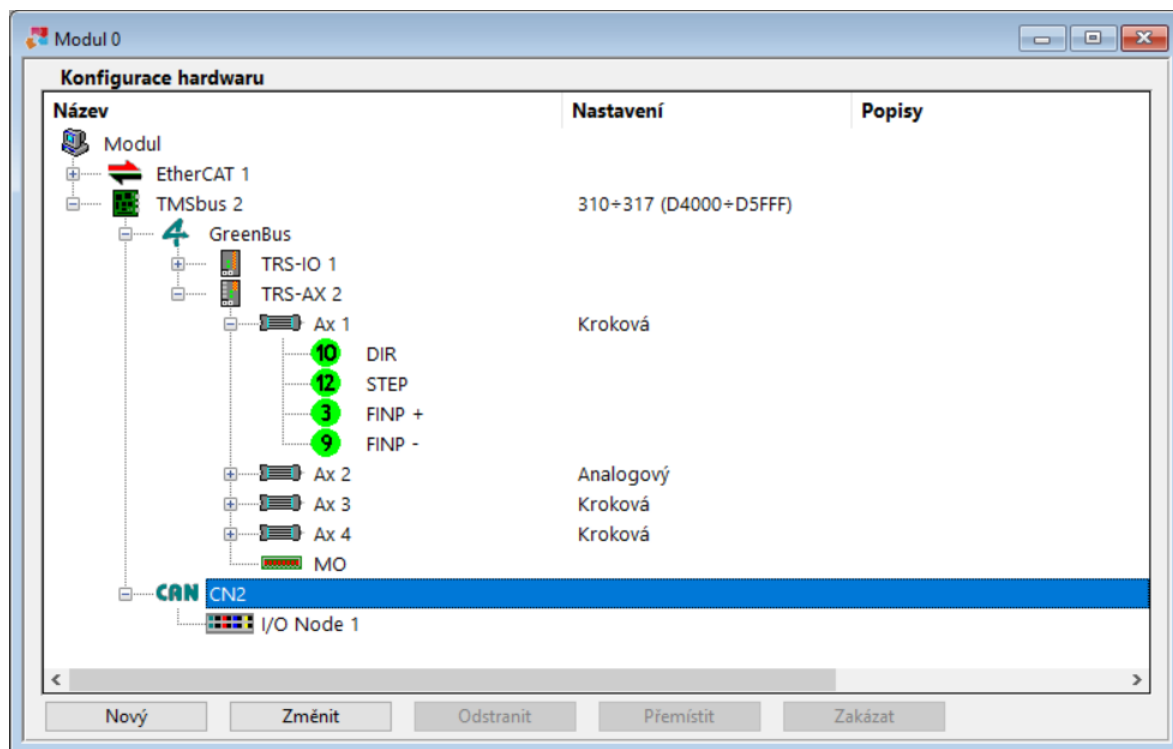 Modul 0
Konfigurace hardwaru
Název Nastavení Popisy
Modul
EtherCAT 1
TMSbus 2 310÷317 (D4000÷D5FFF)
GreenBus
TRS-IO 1
TRS-AX 2
Ax 1 Kroková
10 DIR
12 STEP
3 FINP +
9 FINP -
Ax 2 Analogový
Ax 3 Kroková
Ax 4 Kroková
MO
CAN CN2
I/O Node 1
Nový Změnit Odstranit Přemístit Zakázat